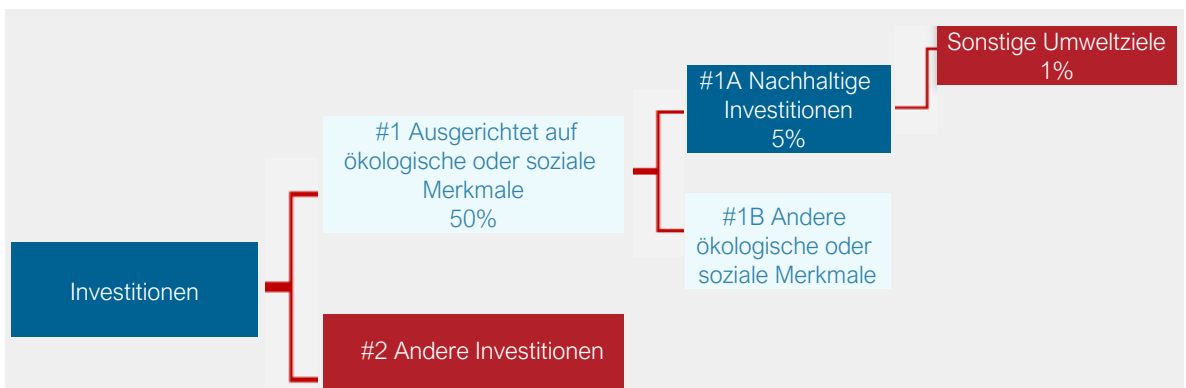 Investitionen
#1 Ausgerichtet auf
ökologische oder soziale
Merkmale
50%
#2 Andere Investitionen
#1A Nachhaltige
Investitionen
5%
#1B Andere
ökologische oder
soziale Merkmale
Sonstige Umweltziele
1%